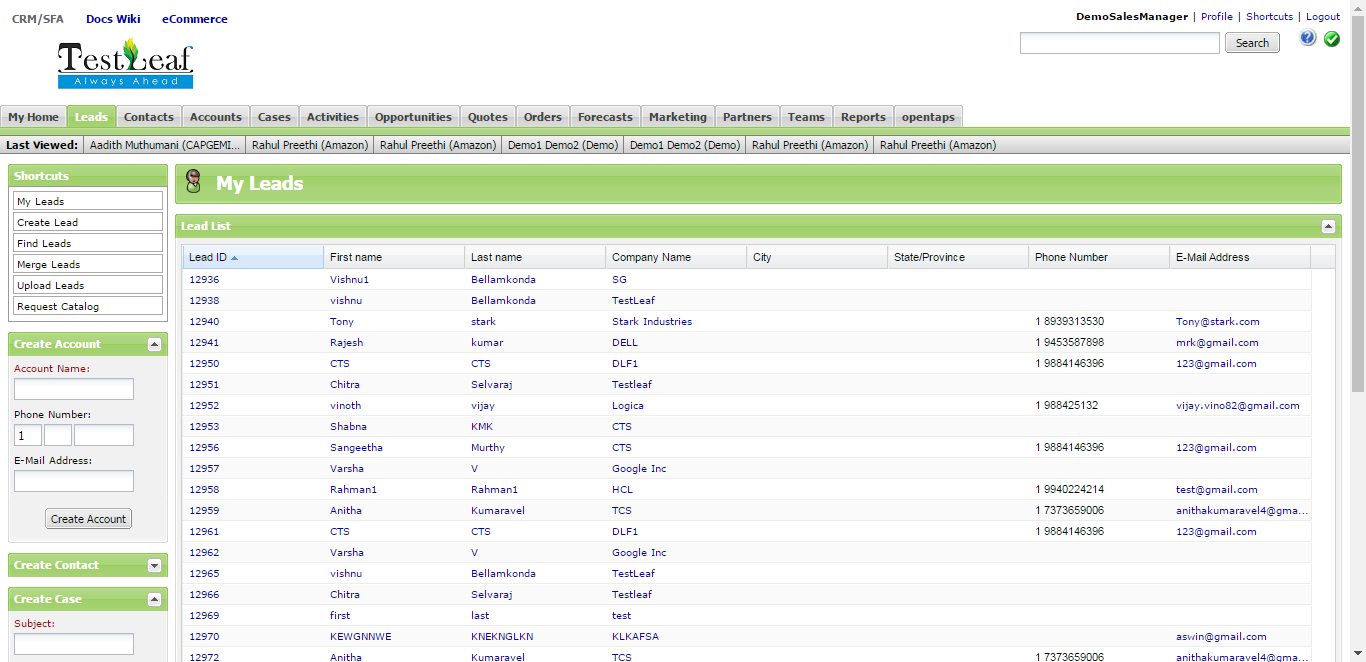 CRM/SFA Docs Wiki eCommerce
DemoSalesManager | Profile | Shortcuts | Logout
TestLeaf
Always Ahead
Search
My Home Leads Contacts Accounts Cases Activities Opportunities Quotes Orders Forecasts Marketing Partners Teams Reports opentaps
Last Viewed: Aadith Muthumani (CAPGEMI... Rahul Preethi (Amazon) Rahul Preethi (Amazon) Demo1 Demo2 (Demo) Demo1 Demo2 (Demo) Rahul Preethi (Amazon) Rahul Preethi (Amazon)
Shortcuts
My Leads
Create Lead
Find Leads
Merge Leads
Upload Leads
Request Catalog
Create Account
Account Name:
Phone Number:
1
E-Mail Address:
Create Account
Create Contact
Create Case
Subject:
My Leads
Lead List
Lead ID First name Last name Company Name City State/Province Phone Number E-Mail Address
12936 Vishnu1 Bellamkonda SG
12938 vishnu Bellamkonda TestLeaf
12940 Tony stark Stark Industries 1 8939313530 Tony@stark.com
12941 Rajesh kumar DELL 1 9453587898 mrk@gmail.com
12950 CTS CTS DLF1 1 9884146396 123@gmail.com
12951 Chitra Selvaraj Testleaf
12952 vinoth vijay Logica 1 988425132 vijay.vino82@gmail.com
12953 Shabna KMK CTS
12956 Sangeetha Murthy CTS 1 9884146396 123@gmail.com
12957 Varsha V Google Inc
12958 Rahman1 Rahman1 HCL 1 9940224214 test@gmail.com
12959 Anitha Kumaravel TCS 1 7373659006 anithakumaravel4@gma...
12961 CTS CTS DLF1 1 9884146396 123@gmail.com
12962 Varsha V Google Inc
12965 vishnu Bellamkonda TestLeaf
12966 Chitra Selvaraj Testleaf
12969 first last test
12970 KEWGNNWE KNEKNGLKN KLKAFSA aswin@gmail.com
12972 Anitha Kumaravel TCS 1 7373659006 anithakumaravel4@gma...